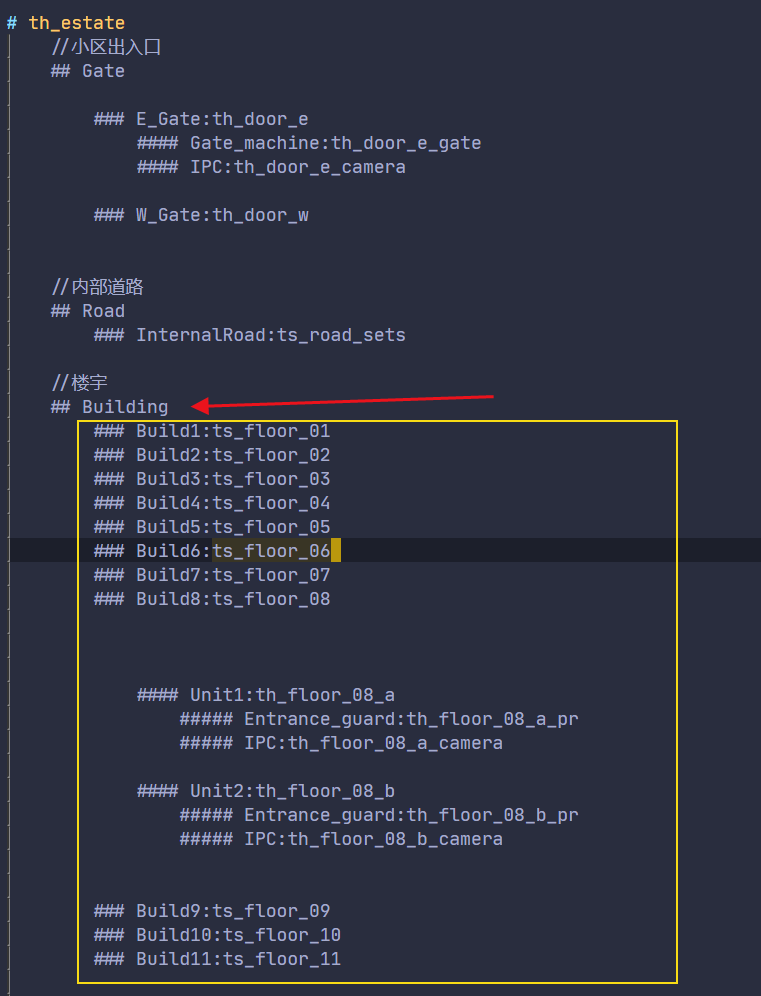 # th_estate
//小区出入口
## Gate
### E_Gate:th_door_e
#### Gate_machine:th_door_e_gate
#### IPC:th_door_e_camera
### W_Gate:th_door_w
//内部道路
## Road
### InternalRoad:ts_road_sets
//楼宇
## Building
### Build1:ts_floor_01
### Build2:ts_floor_02
### Build3:ts_floor_03
### Build4:ts_floor_04
### Build5:ts_floor_05
### Build6:ts_floor_06
### Build7:ts_floor_07
### Build8:ts_floor_08
#### Unit1:th_floor_08_a
##### Entrance_guard:th_floor_08_a_pr
##### IPC:th_floor_08_a_camera
#### Unit2:th_floor_08_b
##### Entrance_guard:th_floor_08_b_pr
##### IPC:th_floor_08_b_camera
### Build9:ts_floor_09
### Build10:ts_floor_10
### Build11:ts_floor_11